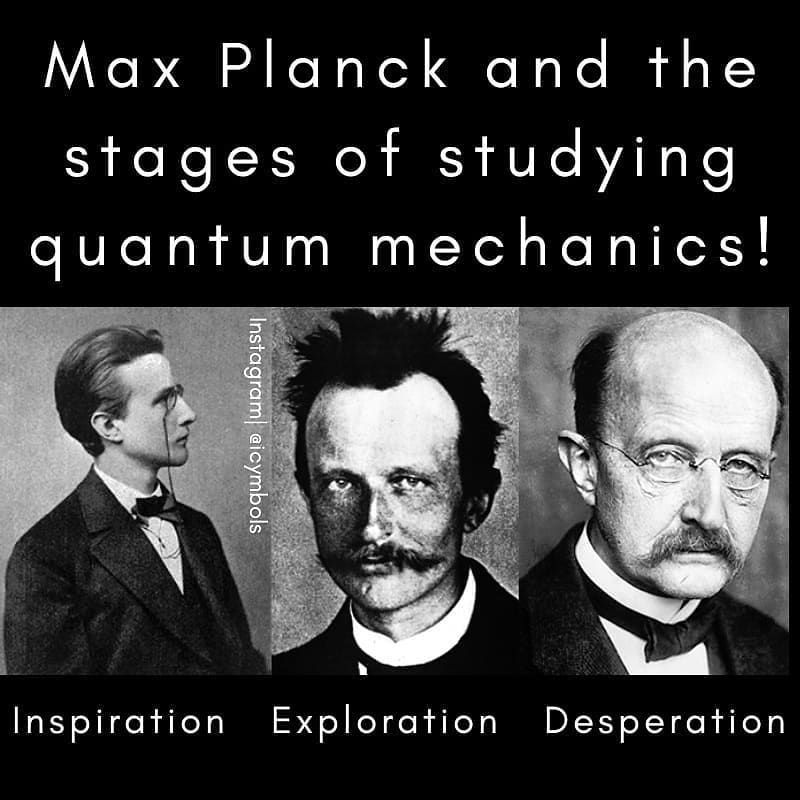 Max Planck and the
stages of studying
quantum mechanics!
Instagram| @icymbols
Inspiration Exploration Desperation